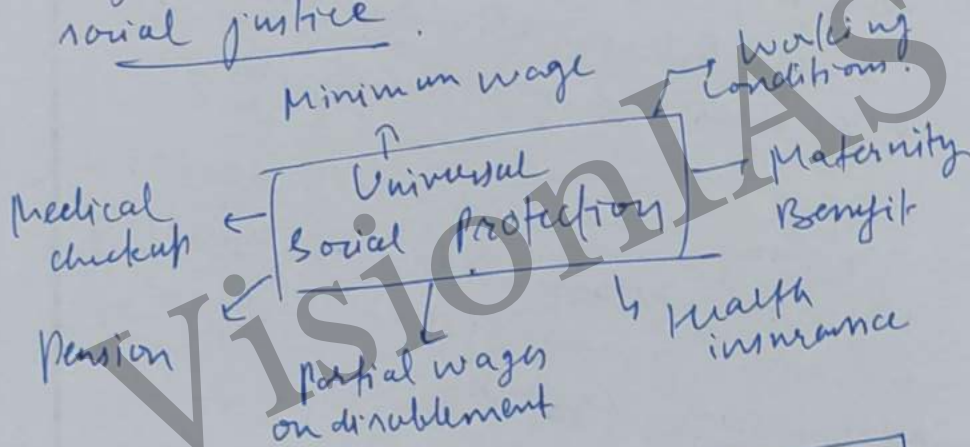 social justice.
Minimum wage
Working
Conditions.
Universal
Social Protection
Maternity
Benefit
Medical
checkup
Pension
Partial wages
on disablement
Health
insurance
VisionIAS